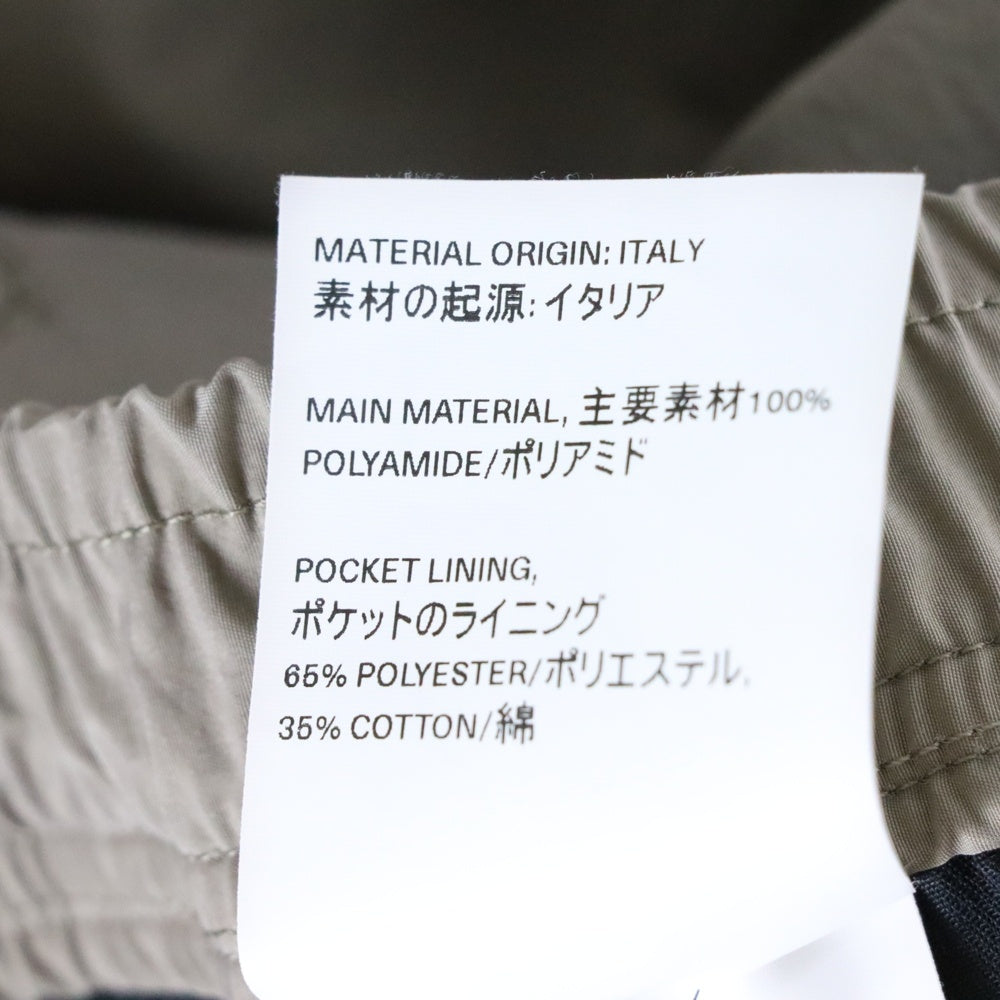 MATERIAL ORIGIN: ITALY
素材の起源: イタリア
MAIN MATERIAL, 主要素材100%
POLYAMIDE/ポリアミド
POCKET LINING,
ポケットのライニング
65% POLYESTER/ポリエステル,
35% COTTON/綿